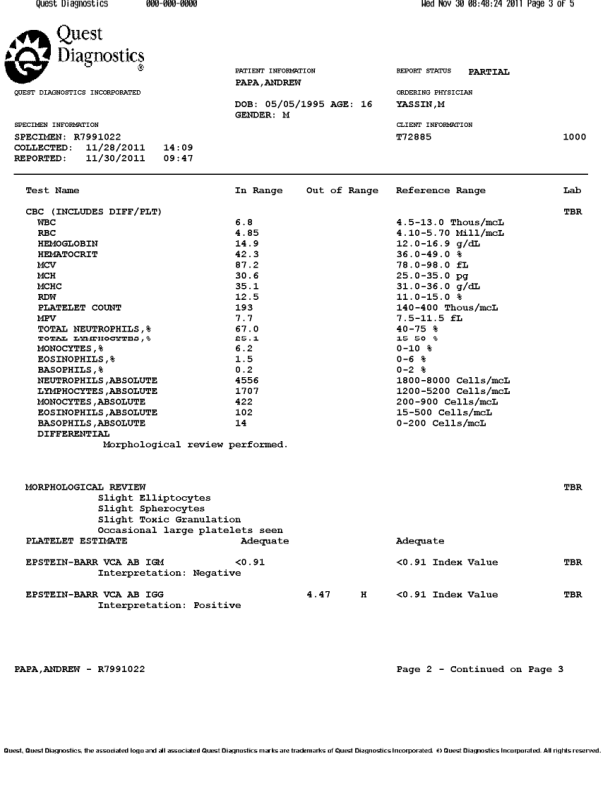 Quest Diagnostics 000-000-0000 Wed Nov 30 08:48:24 2011 Page 3 of 5
Quest
Diagnostics
®
PATIENT INFORMATION REPORT STATUS PARTIAL
PAPA,ANDREW
QUEST DIAGNOSTICS INCORPORATED ORDERING PHYSICIAN
DOB: 05/05/1995 AGE: 16 YASSIN,M
GENDER: M
SPECIMEN INFORMATION CLIENT INFORMATION
SPECIMEN: R7991022 T72885 1000
COLLECTED: 11/28/2011 14:09
REPORTED: 11/30/2011 09:47
Test Name In Range Out of Range Reference Range Lab
CBC (INCLUDES DIFF/PLT) TBR
WBC 6.8 4.5-13.0 Thous/mcL
RBC 4.85 4.10-5.70 Mill/mcL
HEMOGLOBIN 14.9 12.0-16.9 g/dL
HEMATOCRIT 42.3 36.0-49.0 %
MCV 87.2 78.0-98.0 fL
MCH 30.6 25.0-35.0 pg
MCHC 35.1 31.0-36.0 g/dL
RDW 12.5 11.0-15.0 %
PLATELET COUNT 193 140-400 Thous/mcL
MPV 7.7 7.5-11.5 fL
TOTAL NEUTROPHILS,% 67.0 40-75 %
TOTAL LYMPHOCYTES,% 25.1 15-50 %
MONOCYTES,% 6.2 0-10 %
EOSINOPHILS,% 1.5 0-6 %
BASOPHILS,% 0.2 0-2 %
NEUTROPHILS,ABSOLUTE 4556 1800-8000 Cells/mcL
LYMPHOCYTES,ABSOLUTE 1707 1200-5200 Cells/mcL
MONOCYTES,ABSOLUTE 422 200-900 Cells/mcL
EOSINOPHILS,ABSOLUTE 102 15-500 Cells/mcL
BASOPHILS,ABSOLUTE 14 0-200 Cells/mcL
DIFFERENTIAL
Morphological review performed.
MORPHOLOGICAL REVIEW TBR
Slight Elliptocytes
Slight Spherocytes
Slight Toxic Granulation
Occasional large platelets seen
PLATELET ESTIMATE Adequate Adequate
EPSTEIN-BARR VCA AB IGM <0.91 <0.91 Index Value TBR
Interpretation: Negative
EPSTEIN-BARR VCA AB IGG 4.47 H <0.91 Index Value TBR
Interpretation: Positive
PAPA,ANDREW - R7991022 Page 2 - Continued on Page 3
Quest, Quest Diagnostics, the associated logo and all associated Quest Diagnostics marks are trademarks of Quest Diagnostics Incorporated. © Quest Diagnostics Incorporated. All rights reserved.